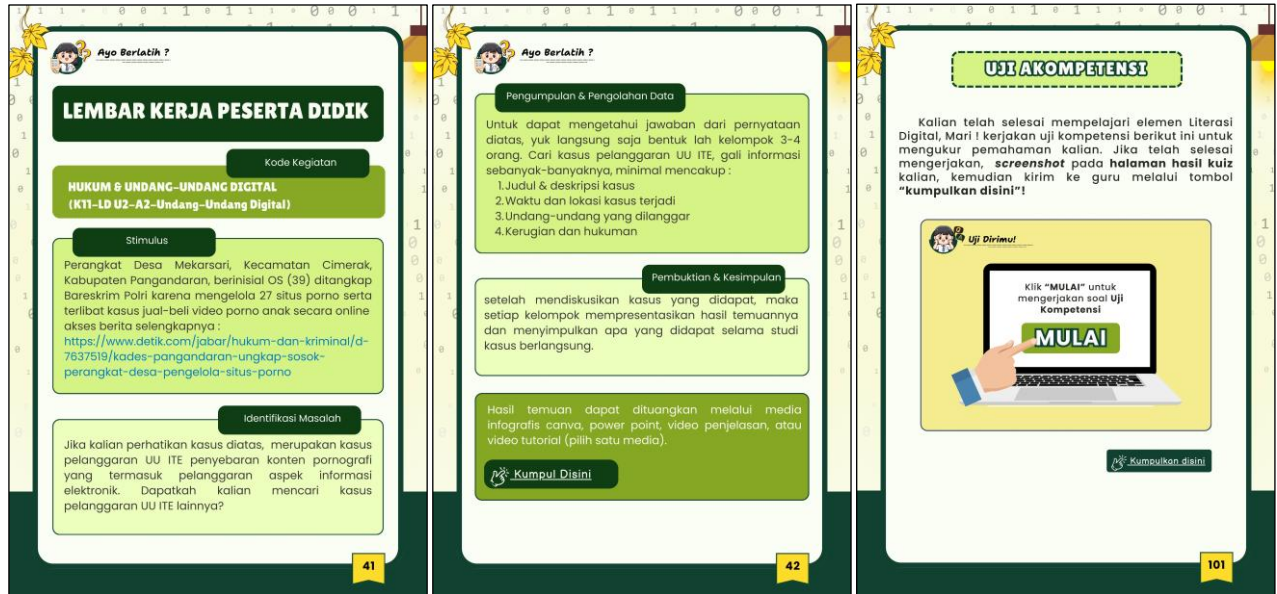 Ayo Berlatih ?
LEMBAR KERJA PESERTA DIDIK
Kode Kegiatan
HUKUM & UNDANG-UNDANG DIGITAL
(K11-LD U2-A2-Undang-Undang Digital)
Stimulus
Perangkat Desa Mekarsari, Kecamatan Cimerak,
Kabupaten Pangandaran, berinisial OS (39) ditangkap
Bareskrim Polri karena mengelola 27 situs porno serta
terlibat kasus jual-beli video porno anak secara online
akses berita selengkapnya :
https://www.detik.com/jabar/hukum-dan-kriminal/d-
7637519/kades-pangandaran-ungkap-sosok-
perangkat-desa-pengelola-situs-porno
Identifikasi Masalah
Jika kalian perhatikan kasus diatas, merupakan kasus
pelanggaran UU ITE penyebaran konten pornografi
yang termasuk pelanggaran aspek informasi
elektronik. Dapatkah kalian mencari kasus
pelanggaran UU ITE lainnya?
41
Ayo Berlatih ?
Pengumpulan & Pengolahan Data
Untuk dapat mengetahui jawaban dari pernyataan
diatas, yuk langsung saja bentuk lah kelompok 3-4
orang. Cari kasus pelanggaran UU ITE, gali informasi
sebanyak-banyaknya, minimal mencakup :
1.Judul & deskripsi kasus
2.Waktu dan lokasi kasus terjadi
3.Undang-undang yang dilanggar
4.Kerugian dan hukuman
Pembuktian & Kesimpulan
setelah mendiskusikan kasus yang didapat, maka
setiap kelompok mempresentasikan hasil temuannya
dan menyimpulkan apa yang didapat selama studi
kasus berlangsung.
Hasil temuan dapat dituangkan melalui media
infografis canva, power point, video penjelasan, atau
video tutorial (pilih satu media).
Kumpul Disini
42
UJI AKOMPETENSI
Kalian telah selesai mempelajari elemen Literasi
Digital, Mari ! kerjakan uji kompetensi berikut ini untuk
mengukur pemahaman kalian. Jika telah selesai
mengerjakan, screenshot pada halaman hasil kuiz
kalian, kemudian kirim ke guru melalui tombol
“kumpulkan disini”!
Uji Dirimu!
Klik “MULAI” untuk
mengerjakan soal Uji
Kompetensi
MULAI
Kumpulkan disini
101